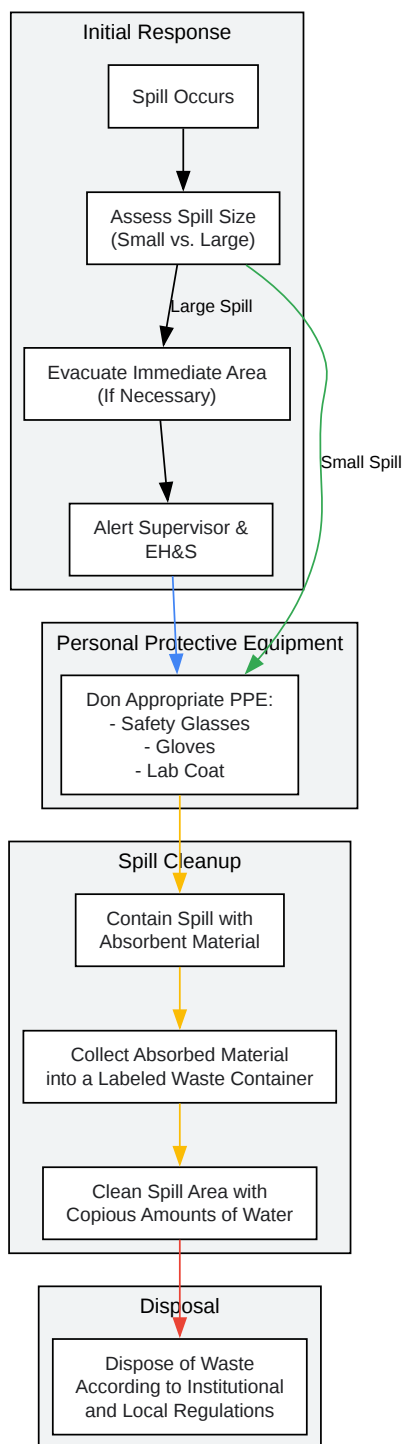 Initial Response
Spill Occurs
Assess Spill Size
(Small vs. Large)
Large Spill
Evacuate Immediate Area
(If Necessary)
Small Spill
Alert Supervisor &
EH&S
Personal Protective Equipment
Don Appropriate PPE:
- Safety Glasses
- Gloves
- Lab Coat
Spill Cleanup
Contain Spill with
Absorbent Material
Collect Absorbed Material
into a Labeled Waste Container
Clean Spill Area with
Copious Amounts of Water
Disposal
Dispose of Waste
According to Institutional
and Local Regulations